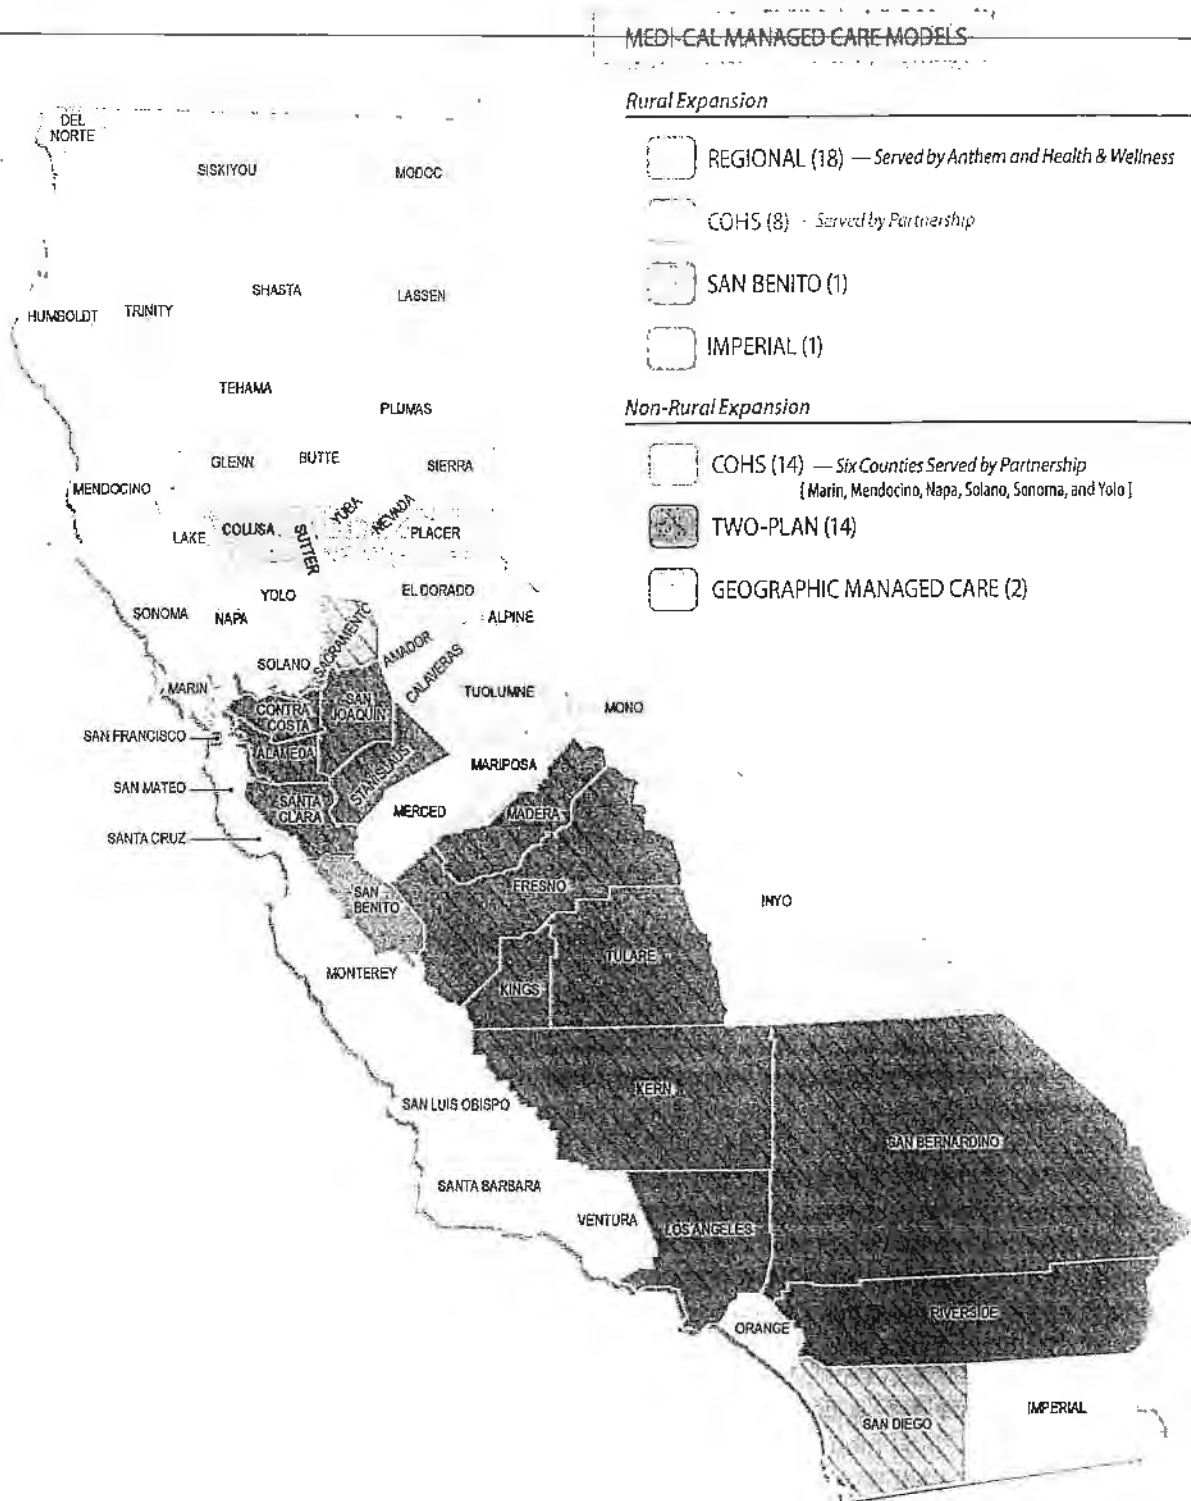 MEDI-CAL MANAGED CARE MODELS
Rural Expansion
REGIONAL (18) — Served by Anthem and Health & Wellness
COHS (8) - Served by Partnership
SAN BENITO (1)
IMPERIAL (1)
Non-Rural Expansion
COHS (14) — Six Counties Served by Partnership
[ Marin, Mendocino, Napa, Solano, Sonoma, and Yolo ]
TWO-PLAN (14)
GEOGRAPHIC MANAGED CARE (2)
DEL
NORTE
SISKIYOU
MODOC
HUMBOLDT
TRINITY
SHASTA
LASSEN
TEHAMA
PLUMAS
GLENN
BUTTE
SIERRA
MENDOCINO
LAKE
COLUSA
SUTTER
YUBA
NEVADA
PLACER
SONOMA
NAPA
YOLO
EL DORADO
ALPINE
SACRAMENTO
AMADOR
CALAVERAS
SOLANO
MARIN
CONTRA
COSTA
SAN
JOAQUIN
TUOLUMNE
MONO
SAN FRANCISCO
ALAMEDA
STANISLAUS
MARIPOSA
SAN MATEO
SANTA
CLARA
MERCED
MADERA
SANTA CRUZ
SAN
BENITO
FRESNO
INYO
MONTEREY
KINGS
TULARE
SAN LUIS OBISPO
KERN
SAN BERNARDINO
SANTA BARBARA
VENTURA
LOS ANGELES
ORANGE
RIVERSIDE
SAN DIEGO
IMPERIAL